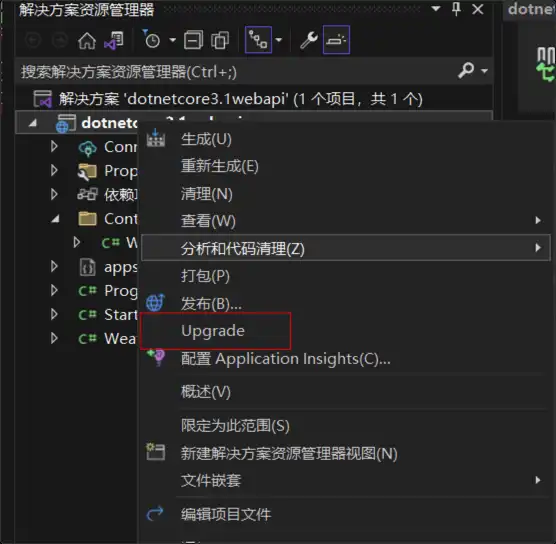 解决方案资源管理器
dotnet
搜索解决方案资源管理器(Ctrl+;)
解决方案 'dotnetcore3.1webapi' (1 个项目，共 1 个)
生成(U)
Conn
重新生成(E)
Prop
清理(N)
依赖
查看(W)
Cont
W
分析和代码清理(Z)
apps
打包(P)
Prog
发布(B)...
Start
Upgrade
Wea
配置 Application Insights(C)...
概述(V)
限定为此范围(S)
新建解决方案资源管理器视图(N)
文件嵌套
编辑项目文件